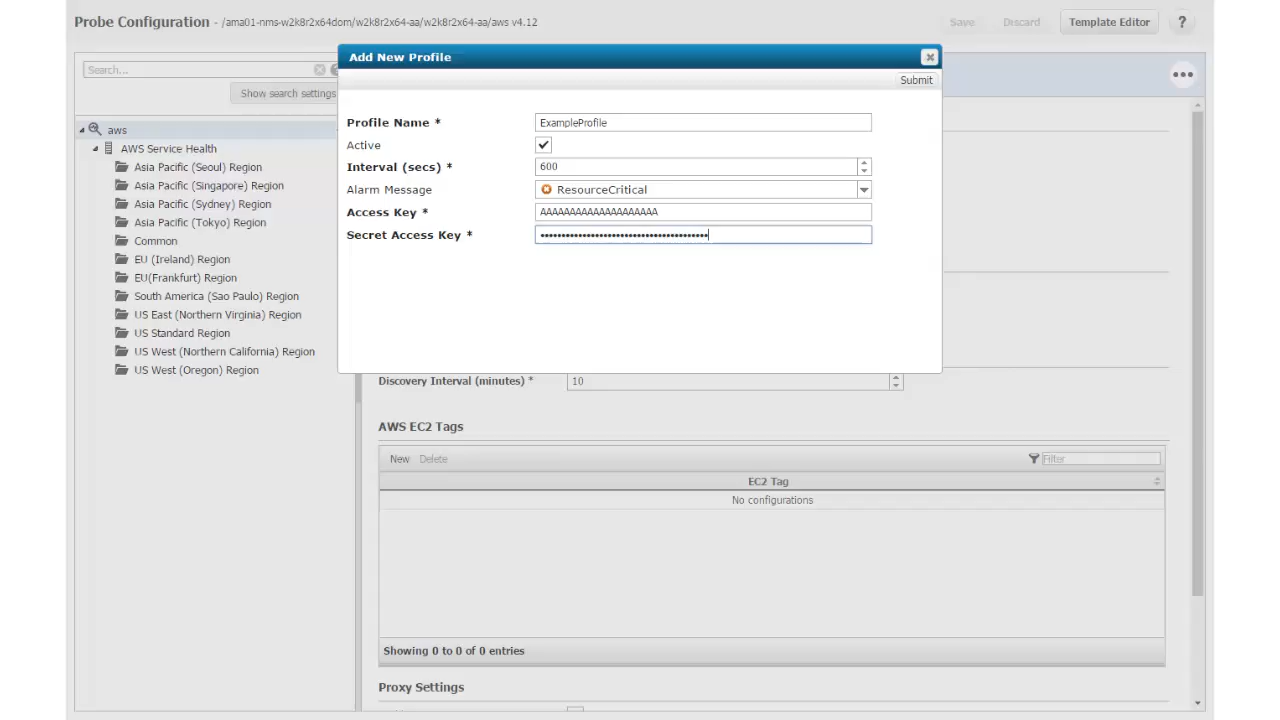 Probe Configuration - /ama01-nms-w2k8r2x64dom/w2k8r2x64-aa/w2k8r2x64-aa/aws v4.12
Save
Discard
Template Editor
?
Search...
Show search settings
aws
AWS Service Health
Asia Pacific (Seoul) Region
Asia Pacific (Singapore) Region
Asia Pacific (Sydney) Region
Asia Pacific (Tokyo) Region
Common
EU (Ireland) Region
EU(Frankfurt) Region
South America (Sao Paulo) Region
US East (Northern Virginia) Region
US Standard Region
US West (Northern California) Region
US West (Oregon) Region
Add New Profile
Submit
Profile Name * ExampleProfile
Active
Interval (secs) * 600
Alarm Message ResourceCritical
Access Key * AAAAAAAAAAAAAAAAAAAA
Secret Access Key * ••••••••••••••••••••••••••••••••••••••••
Discovery Interval (minutes) * 10
AWS EC2 Tags
New Delete Filter
EC2 Tag
No configurations
Showing 0 to 0 of 0 entries
Proxy Settings